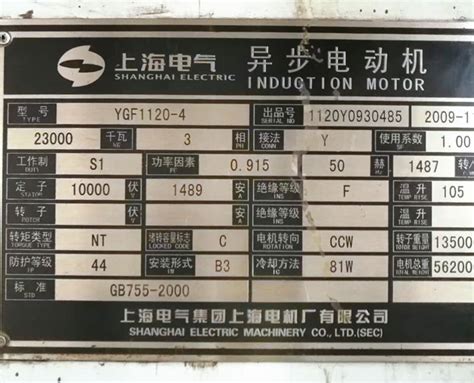 上海电气 异步电动机
SHANGHAI ELECTRIC INDUCTION MOTOR
型号 TYPE YGF1120-4 出品号 SERIAL NO 1120Y0930485 2009-1
23000 千瓦 KW 3 相 PH 接法 CONN Y 使用系数 S.F. 1.00
工作制 DUTY S1 功率因素 P.F. 0.915 50 赫 Hz 1487 转/
定子 STATOR 10000 伏 V 1489 安 A 绝缘等级 INS F 温升 105
转子 ROTOR 伏 V 安 A 绝缘等级 INS 温升
转矩类型 TORQUE TYPE NT 堵转容量标志 LOCKED CODE C 电机转向 ROTATION CCW 转子重量 13500
防护等级 IP 44 安装形式 IM B3 冷却方法 IC 81W 电机总重 56200
标准 STD GB755-2000
上海电气集团上海电机厂有限公司
SHANGHAI ELECTRIC MACHINERY CO., LTD.(SEC)